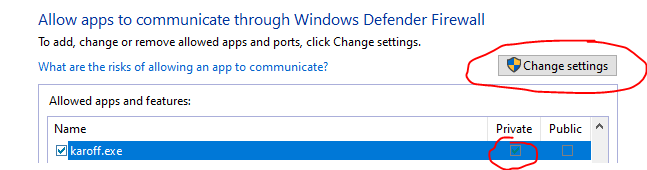 Allow apps to communicate through Windows Defender Firewall
To add, change or remove allowed apps and ports, click Change settings.
What are the risks of allowing an app to communicate?
Change settings
Allowed apps and features:
Name Private Public
karoff.exe